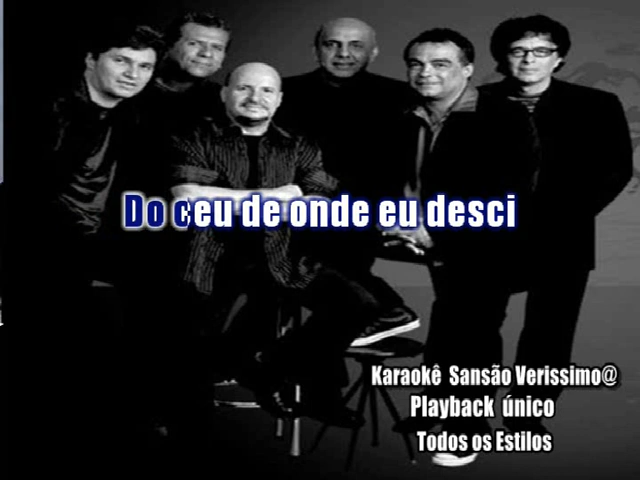 Do ceu de onde eu desci
Karaokê Sansão Verissimo@
Playback único
Todos os Estilos